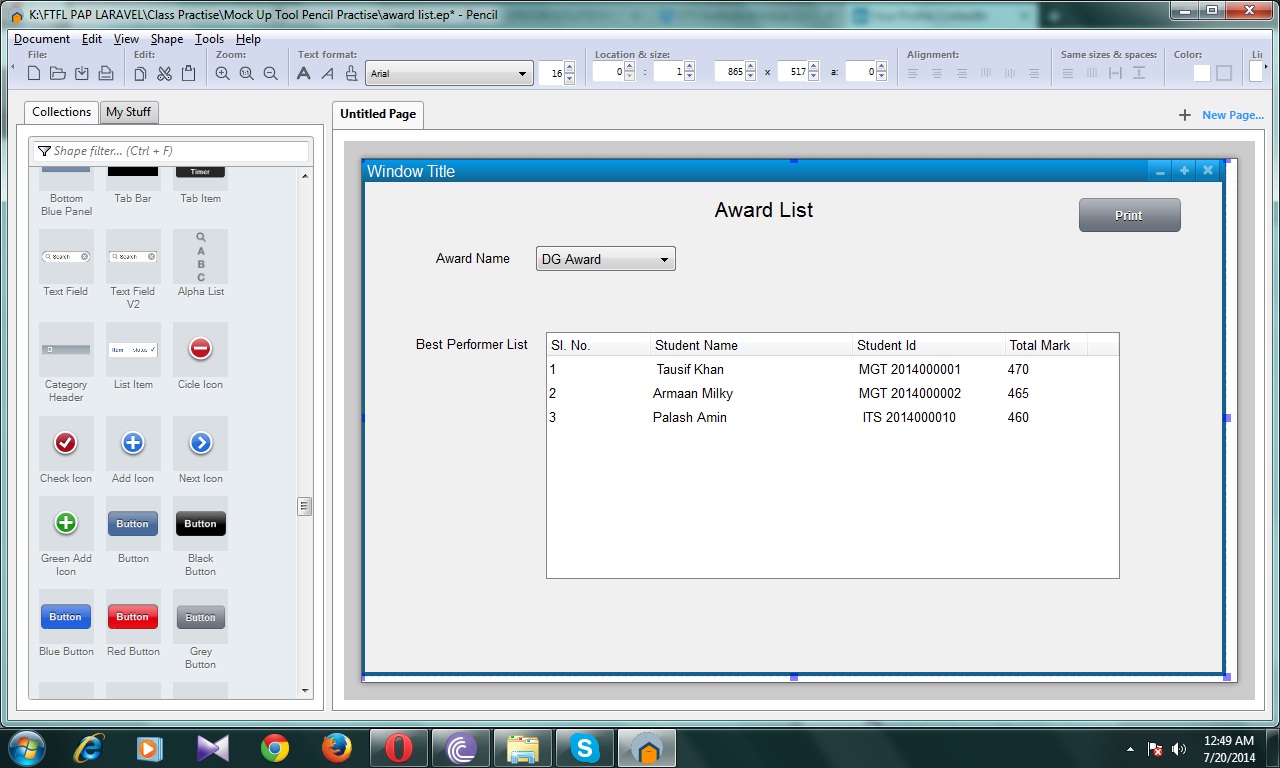 K:\FTFL PAP LARAVEL\Class Practise\Mock Up Tool Pencil Practise\award list.ep* - Pencil
Document Edit View Shape Tools Help
File: Edit: Zoom: Text format: Location & size: Alignment: Same sizes & spaces: Color:
Arial 16 0 : 1 865 x 517 a: 0
Collections My Stuff
Untitled Page
New Page...
Shape filter... (Ctrl + F)
Timer
Bottom Blue Panel
Tab Bar
Tab Item
Search
Search
A
B
C
Text Field
Text Field V2
Alpha List
Item status
Category Header
List Item
Cicle Icon
Check Icon
Add Icon
Next Icon
Button
Button
Green Add Icon
Button
Black Button
Button
Button
Button
Blue Button
Red Button
Grey Button
Window Title
Award List
Print
Award Name DG Award
Best Performer List
Sl. No. Student Name Student Id Total Mark
1 Tausif Khan MGT 2014000001 470
2 Armaan Milky MGT 2014000002 465
3 Palash Amin ITS 2014000010 460
12:49 AM
7/20/2014